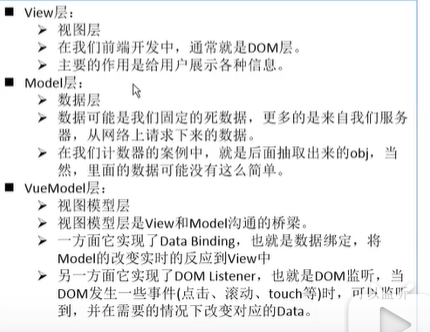 View层：
视图层
在我们前端开发中，通常就是DOM层。
主要的作用是给用户展示各种信息。
Model层：
数据层
数据可能是我们固定的死数据，更多的是来自我们服务
器，从网络上请求下来的数据。
在我们计数器的案例中，就是后面抽取出来的obj，当
然，里面的数据可能没有这么简单。
VueModel层：
视图模型层
视图模型层是View和Model沟通的桥梁。
一方面它实现了Data Binding，也就是数据绑定，将
Model的改变实时的反应到View中
另一方面它实现了DOM Listener，也就是DOM监听，当
DOM发生一些事件(点击、滚动、touch等)时，可以监听
到，并在需要的情况下改变对应的Data。